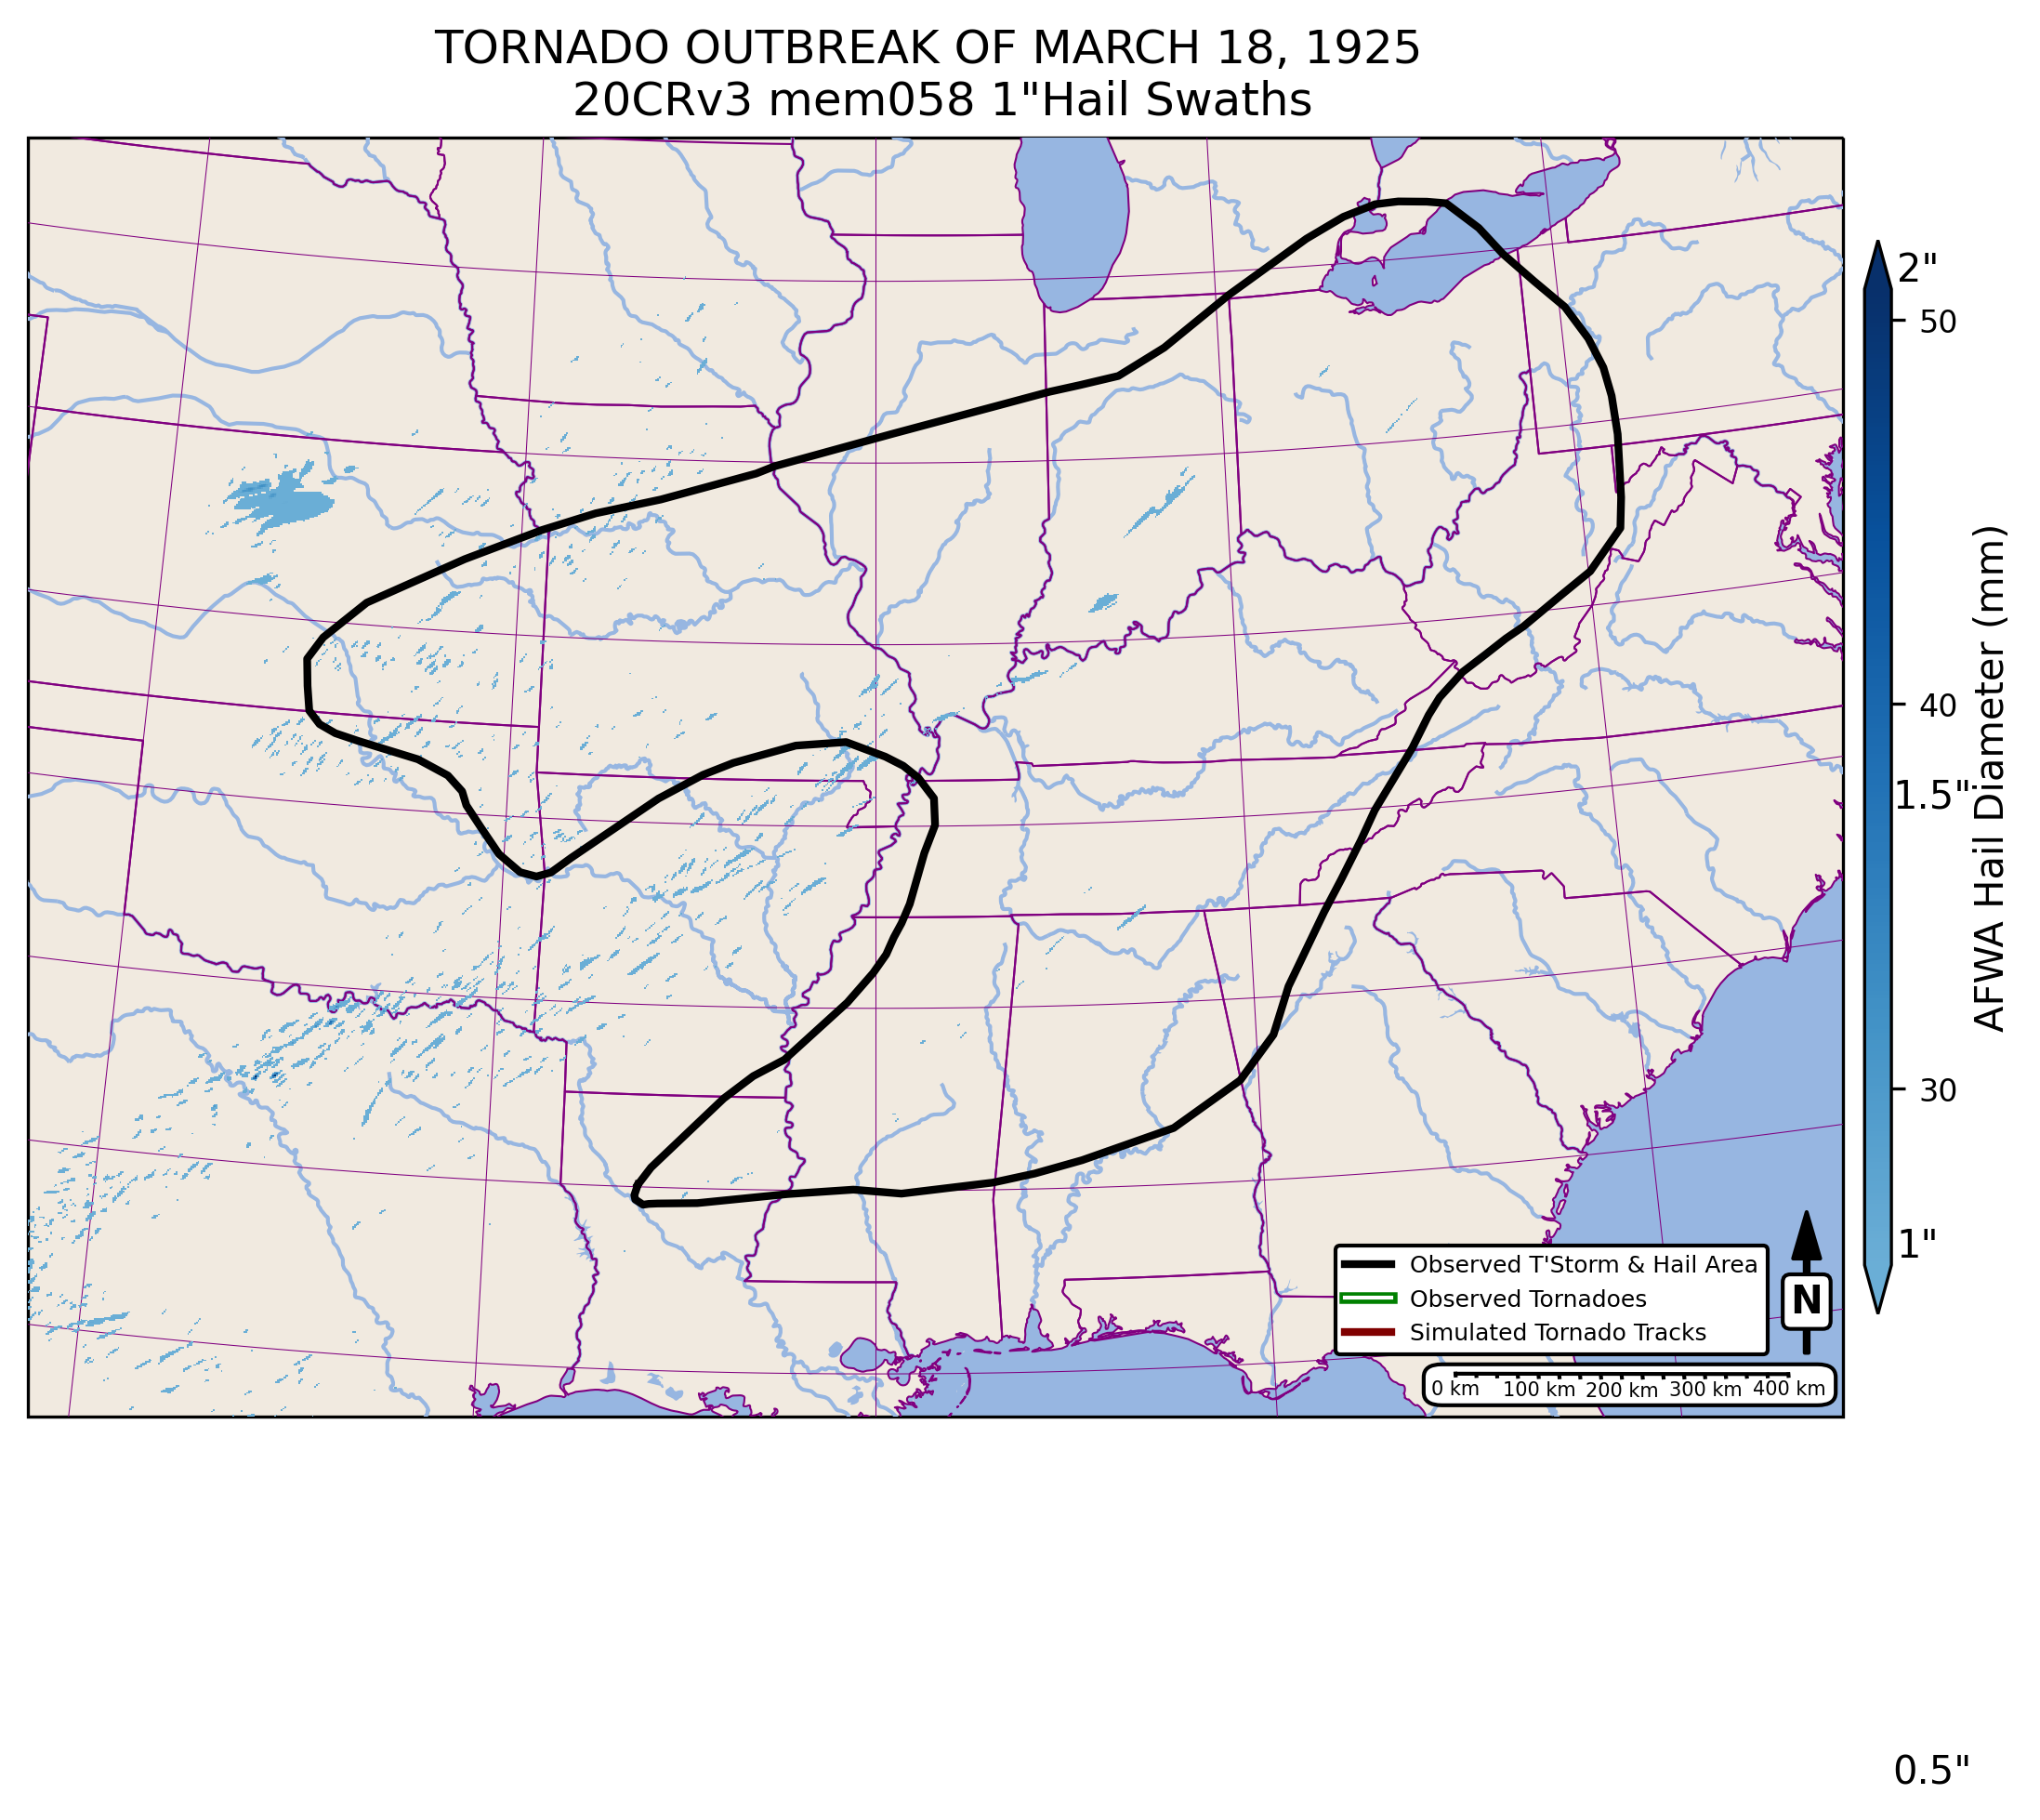 TORNADO OUTBREAK OF MARCH 18, 1925
20CRv3 mem058 1"Hail Swaths
2"
50
40
1.5"
30
1"
AFWA Hail Diameter (mm)
Observed T'Storm & Hail Area
Observed Tornadoes
Simulated Tornado Tracks
N
0 km 100 km 200 km 300 km 400 km
0.5"